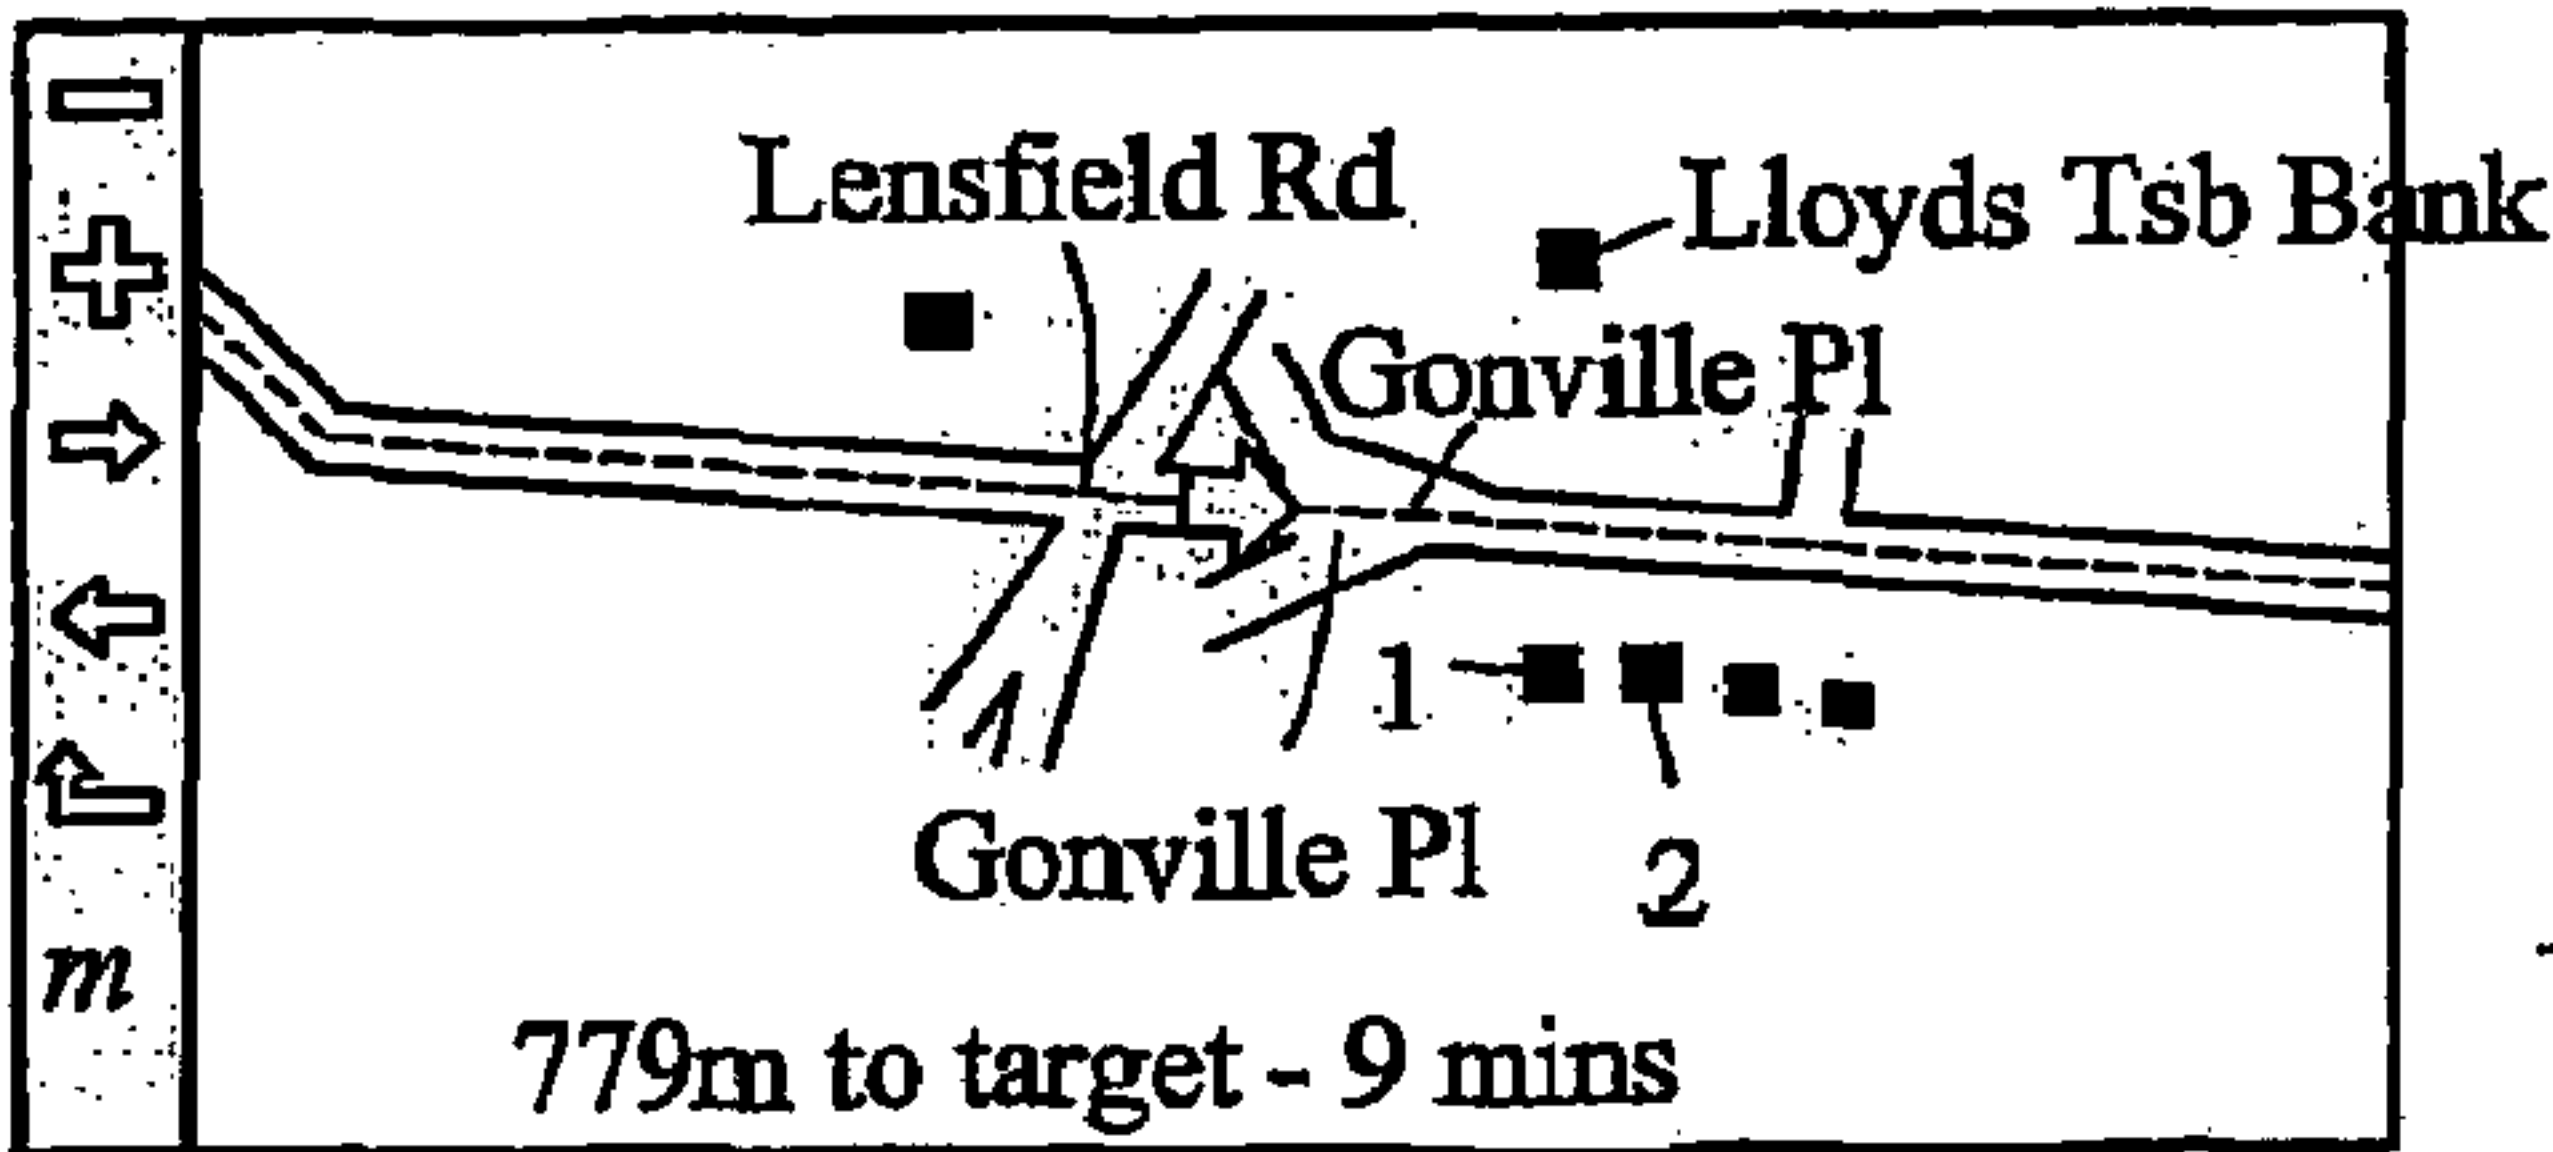 Lensfield Rd
Lloyds Tsb Bank
Gonville Pl
1
Gonville Pl
2
m
779m to target - 9 mins